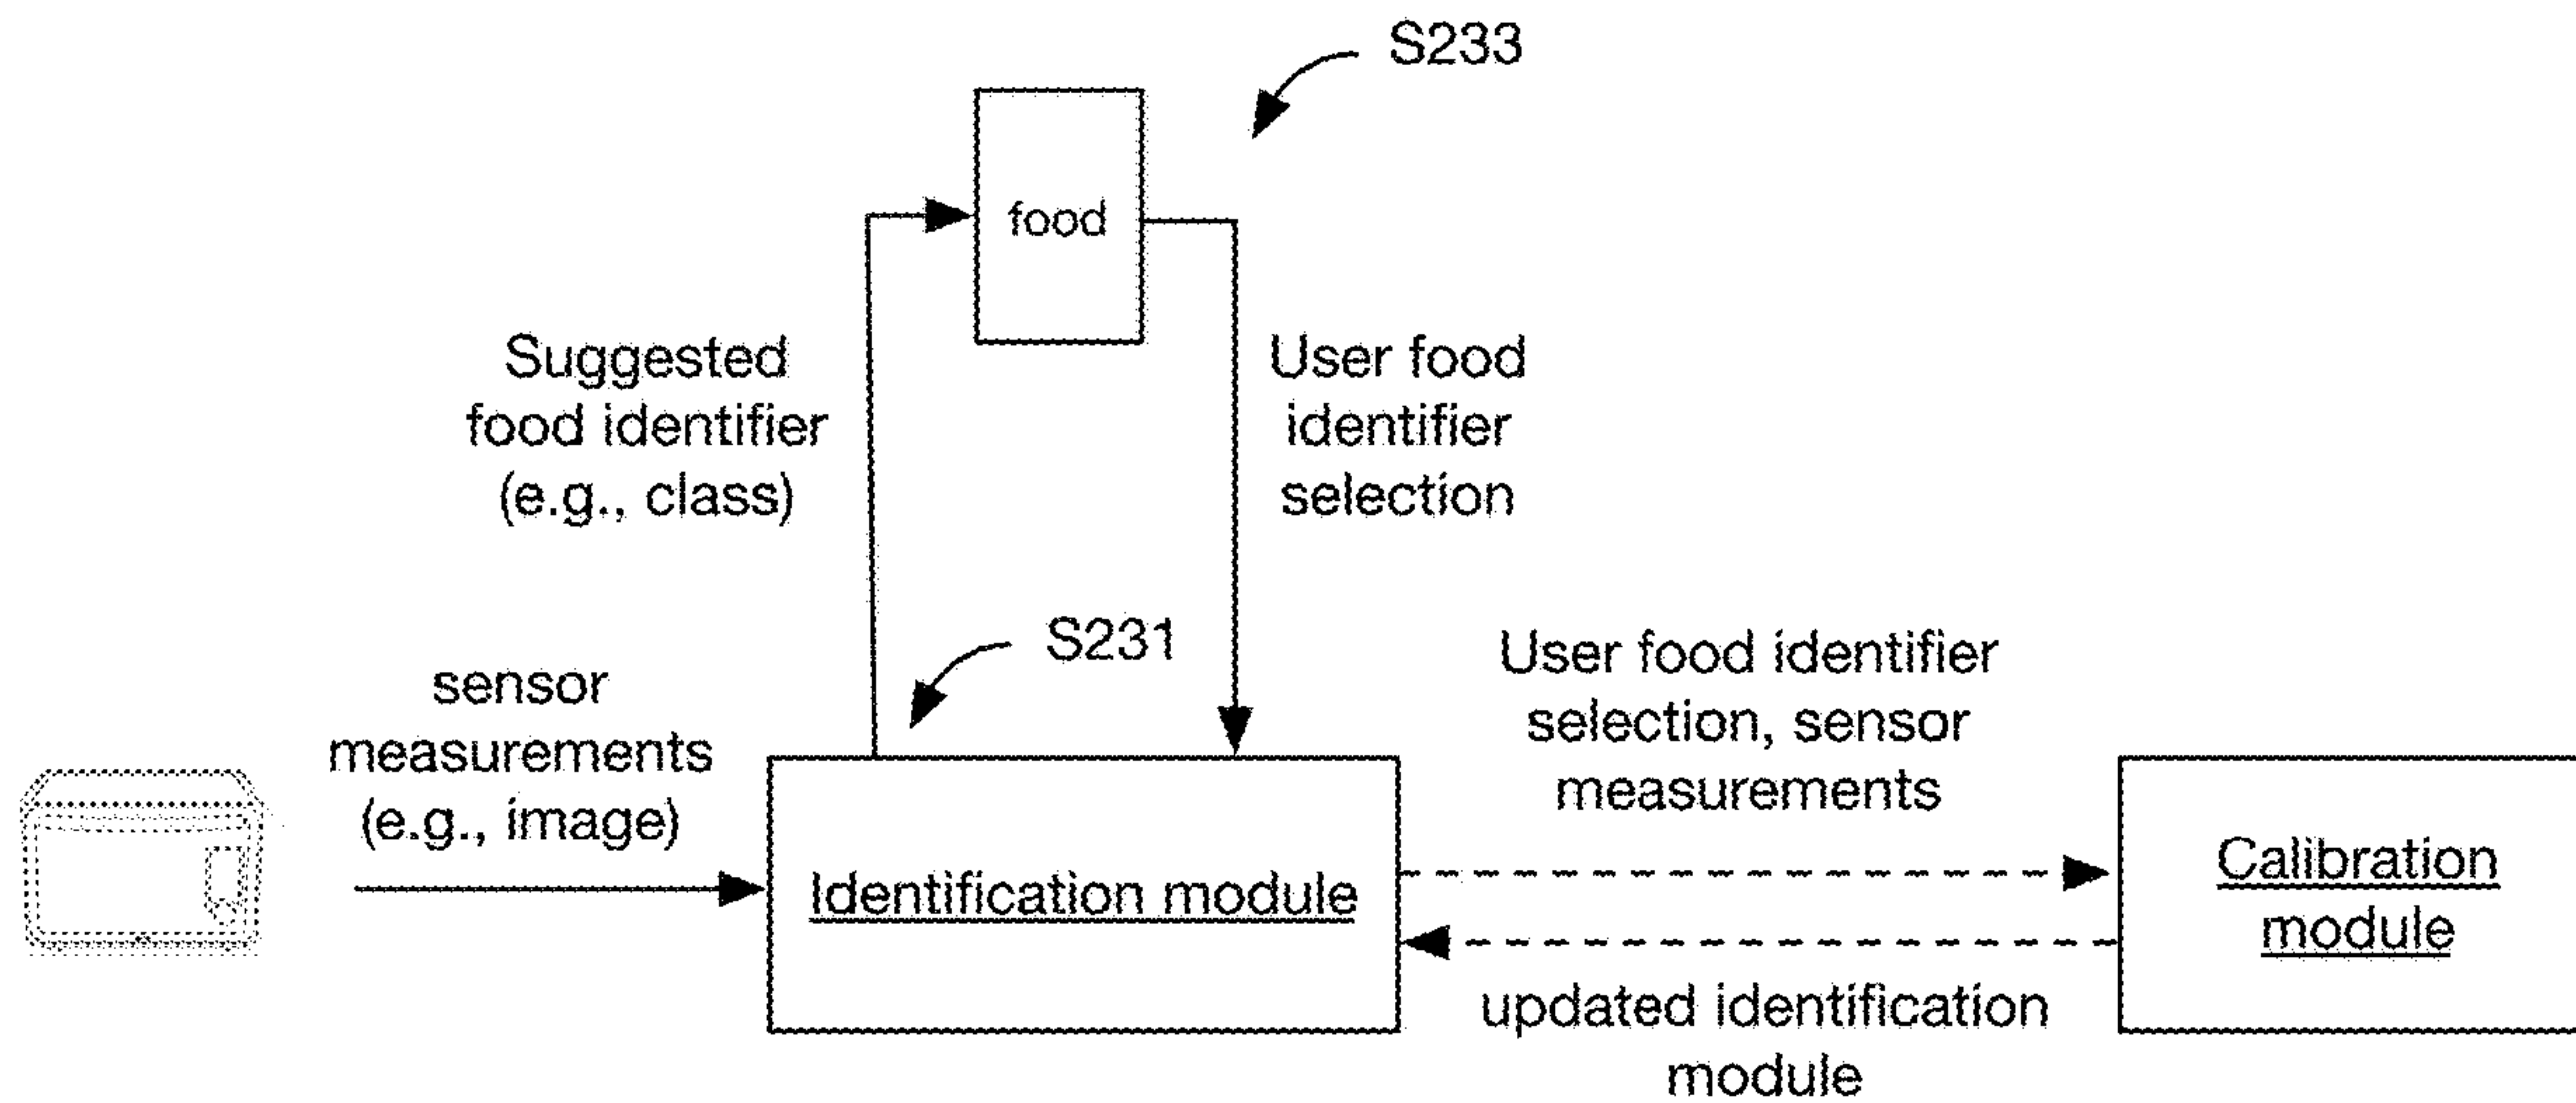 S233
food
Suggested
food identifier
(e.g., class)
User food
identifier
selection
S231
sensor
measurements
(e.g., image)
User food identifier
selection, sensor
measurements
Identification module
Calibration
module
updated identification
module